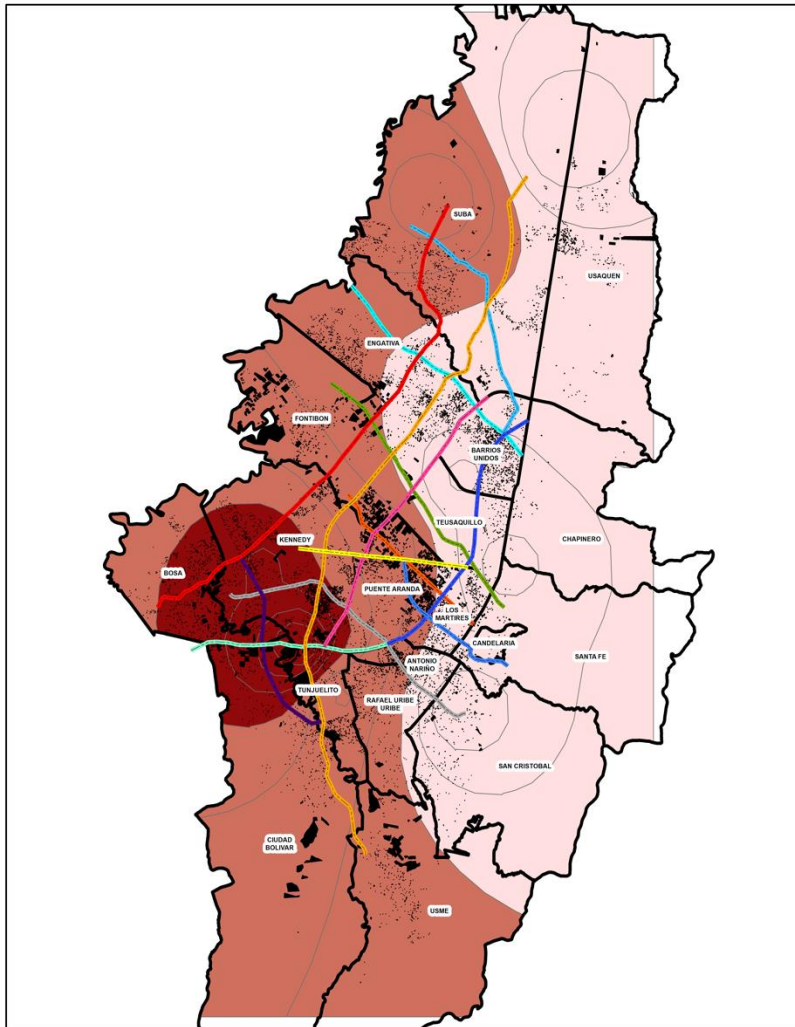 SUBA
USAQUEN
ENGATIVA
FONTIBON
BARRIOS
UNIDOS
TEUSAQUILLO
CHAPINERO
KENNEDY
BOSA
PUENTE ARANDA
LOS
MARTIRES
CANDELARIA
SANTA FE
ANTONIO
NARIÑO
TUNJUELITO
RAFAEL URIBE
URIBE
SAN CRISTOBAL
CIUDAD
BOLIVAR
USME